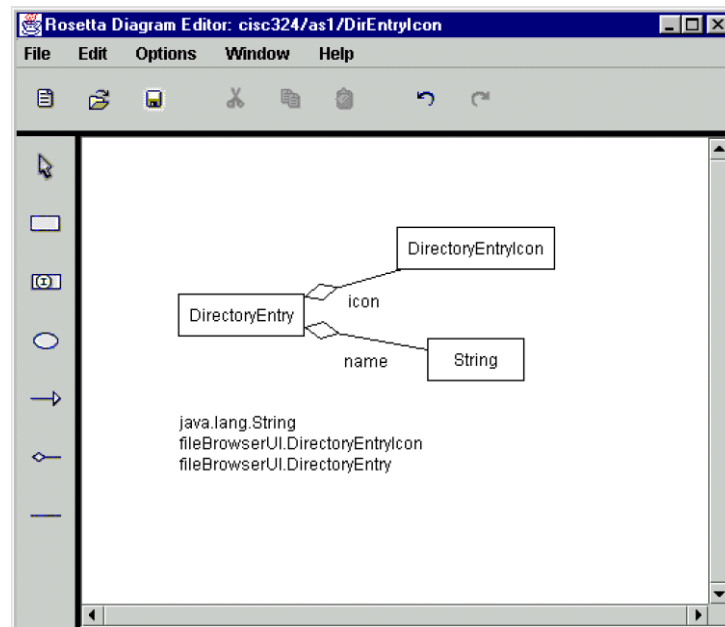 Rosetta Diagram Editor: cisc324/as1/DirEntryIcon
File Edit Options Window Help
DirectoryEntryIcon
icon
DirectoryEntry
name
String
java.lang.String
fileBrowserUI.DirectoryEntryIcon
fileBrowserUI.DirectoryEntry